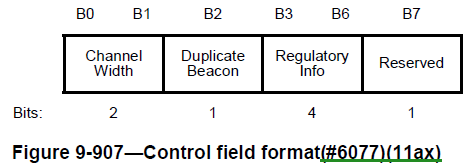 B0 B1 B2 B3 B6 B7
Channel Width Duplicate Beacon Regulatory Info Reserved
Bits: 2 1 4 1
Figure 9-907—Control field format(#6077)(11ax)